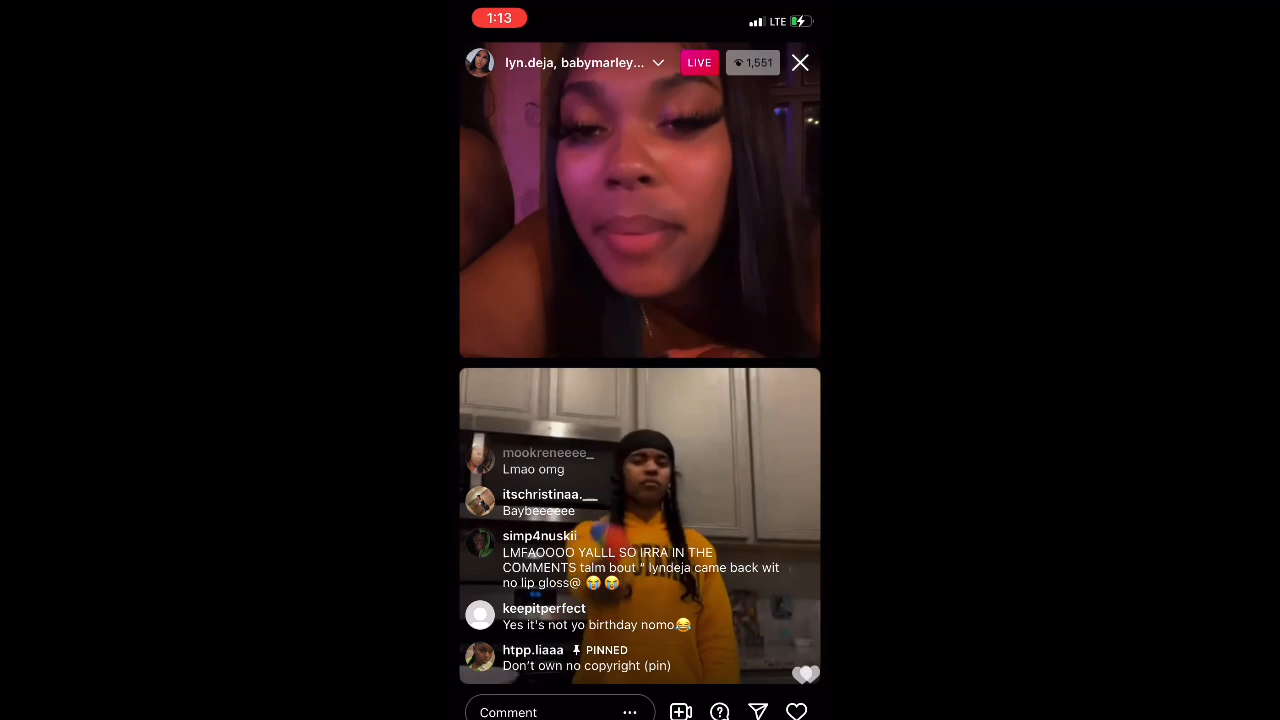 1:13
LTE
lyn.deja, babymarley...
LIVE
1,551
mookreneeee_
Lmao omg
itschristinaa.__
Baybeeeeee
simp4nuskii
LMFAOOOO YALLL SO IRRA IN THE
COMMENTS talm bout " lyndeja came back wit
no lip gloss@ 😭😭
keepitperfect
Yes it's not yo birthday nomo😂
htpp.liaaa PINNED
Don't own no copyright (pin)
Comment